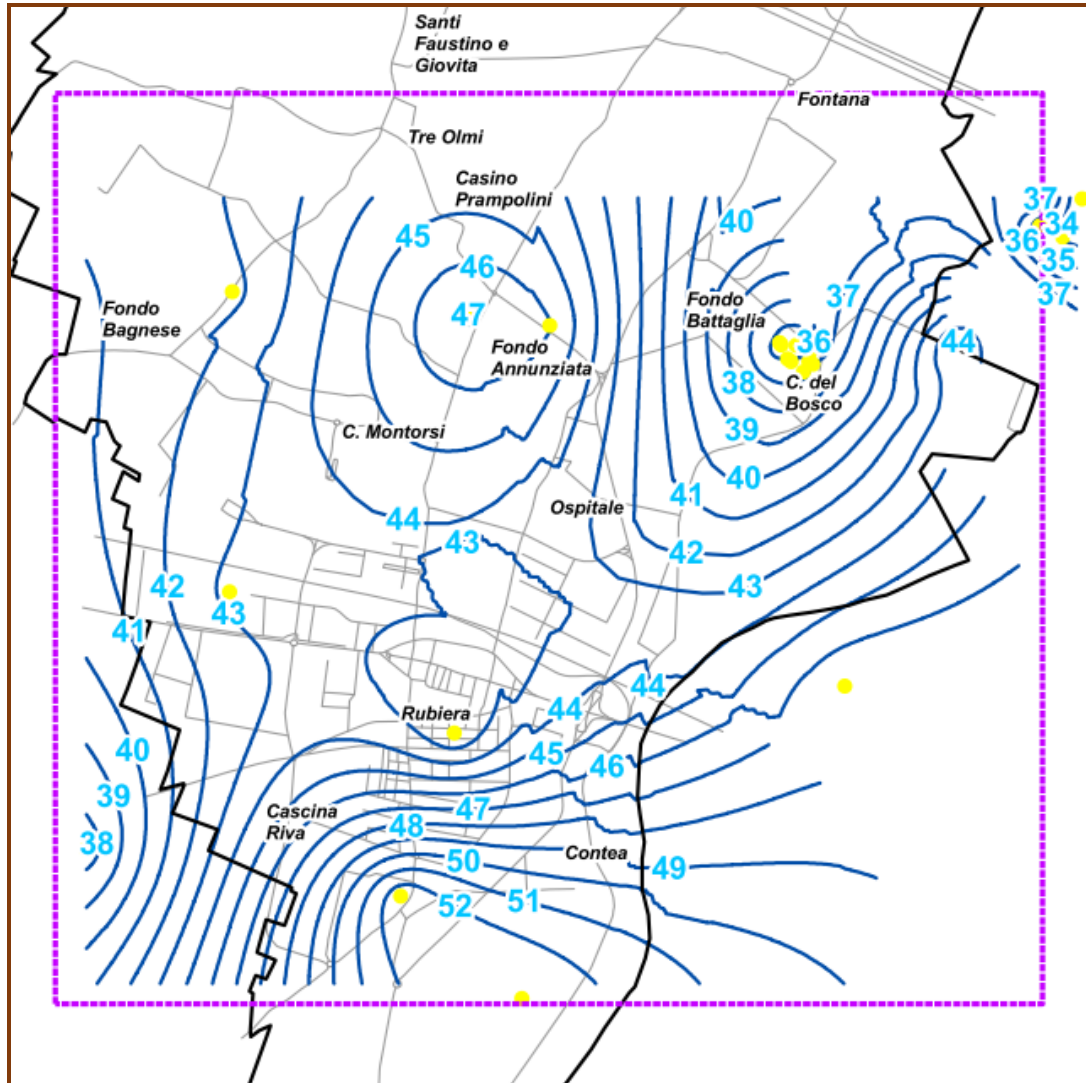 Santi
Faustino e
Giovita
Fontana
Tre Olmi
Casino
Prampolini
37
34
40
45
36
46
35
37
37
Fondo
Bagnese
Fondo
Battaglia
47
36
44
Fondo
Annunziata
38
C. del
Bosco
C. Montorsi
39
40
41
Ospitale
44
43
42
42
43
43
41
44
Rubiera
44
40
45
46
39
Cascina
Riva
47
48
38
Contea
50
49
52
51